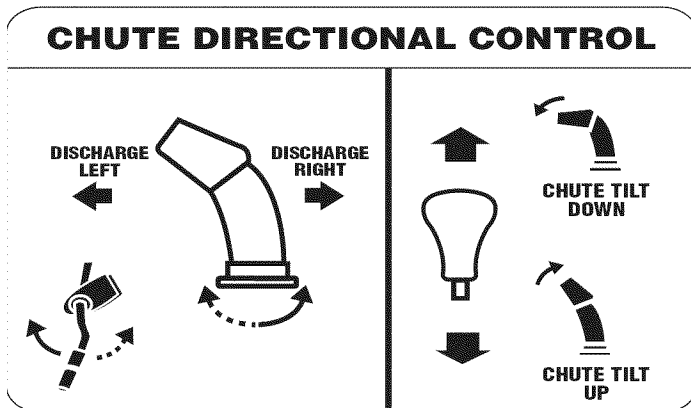 CHUTE DIRECTIONAL CONTROL
DISCHARGE
LEFT
DISCHARGE
RIGHT
CHUTE TILT
DOWN
CHUTE TILT
UP